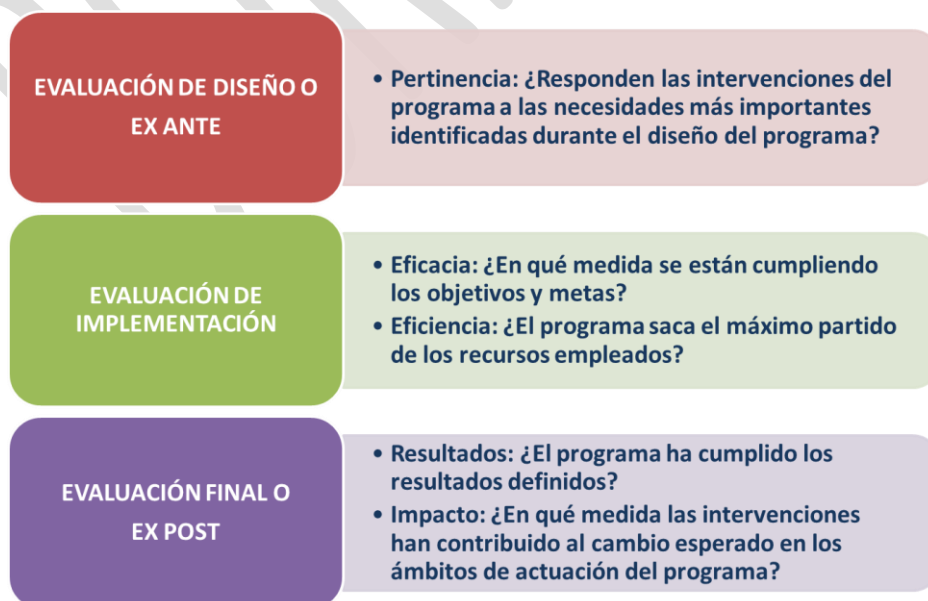 EVALUACIÓN DE DISEÑO O
EX ANTE
• Pertinencia: ¿Responden las intervenciones del
programa a las necesidades más importantes
identificadas durante el diseño del programa?
EVALUACIÓN DE
IMPLEMENTACIÓN
• Eficacia: ¿En qué medida se están cumpliendo
los objetivos y metas?
• Eficiencia: ¿El programa saca el máximo partido
de los recursos empleados?
EVALUACIÓN FINAL O
EX POST
• Resultados: ¿El programa ha cumplido los
resultados definidos?
• Impacto: ¿En qué medida las intervenciones
han contribuido al cambio esperado en los
ámbitos de actuación del programa?